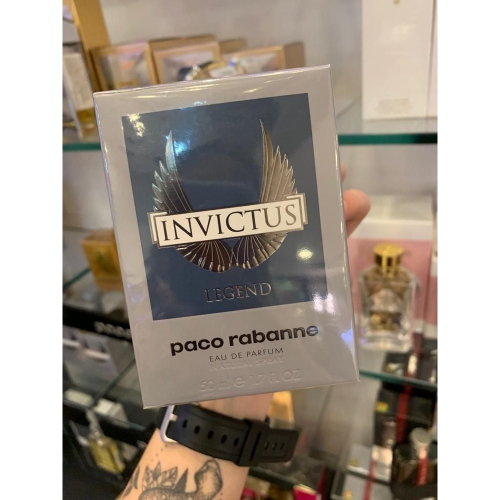 INVICTUS
LEGEND
paco rabanne
EAU DE PARFUM